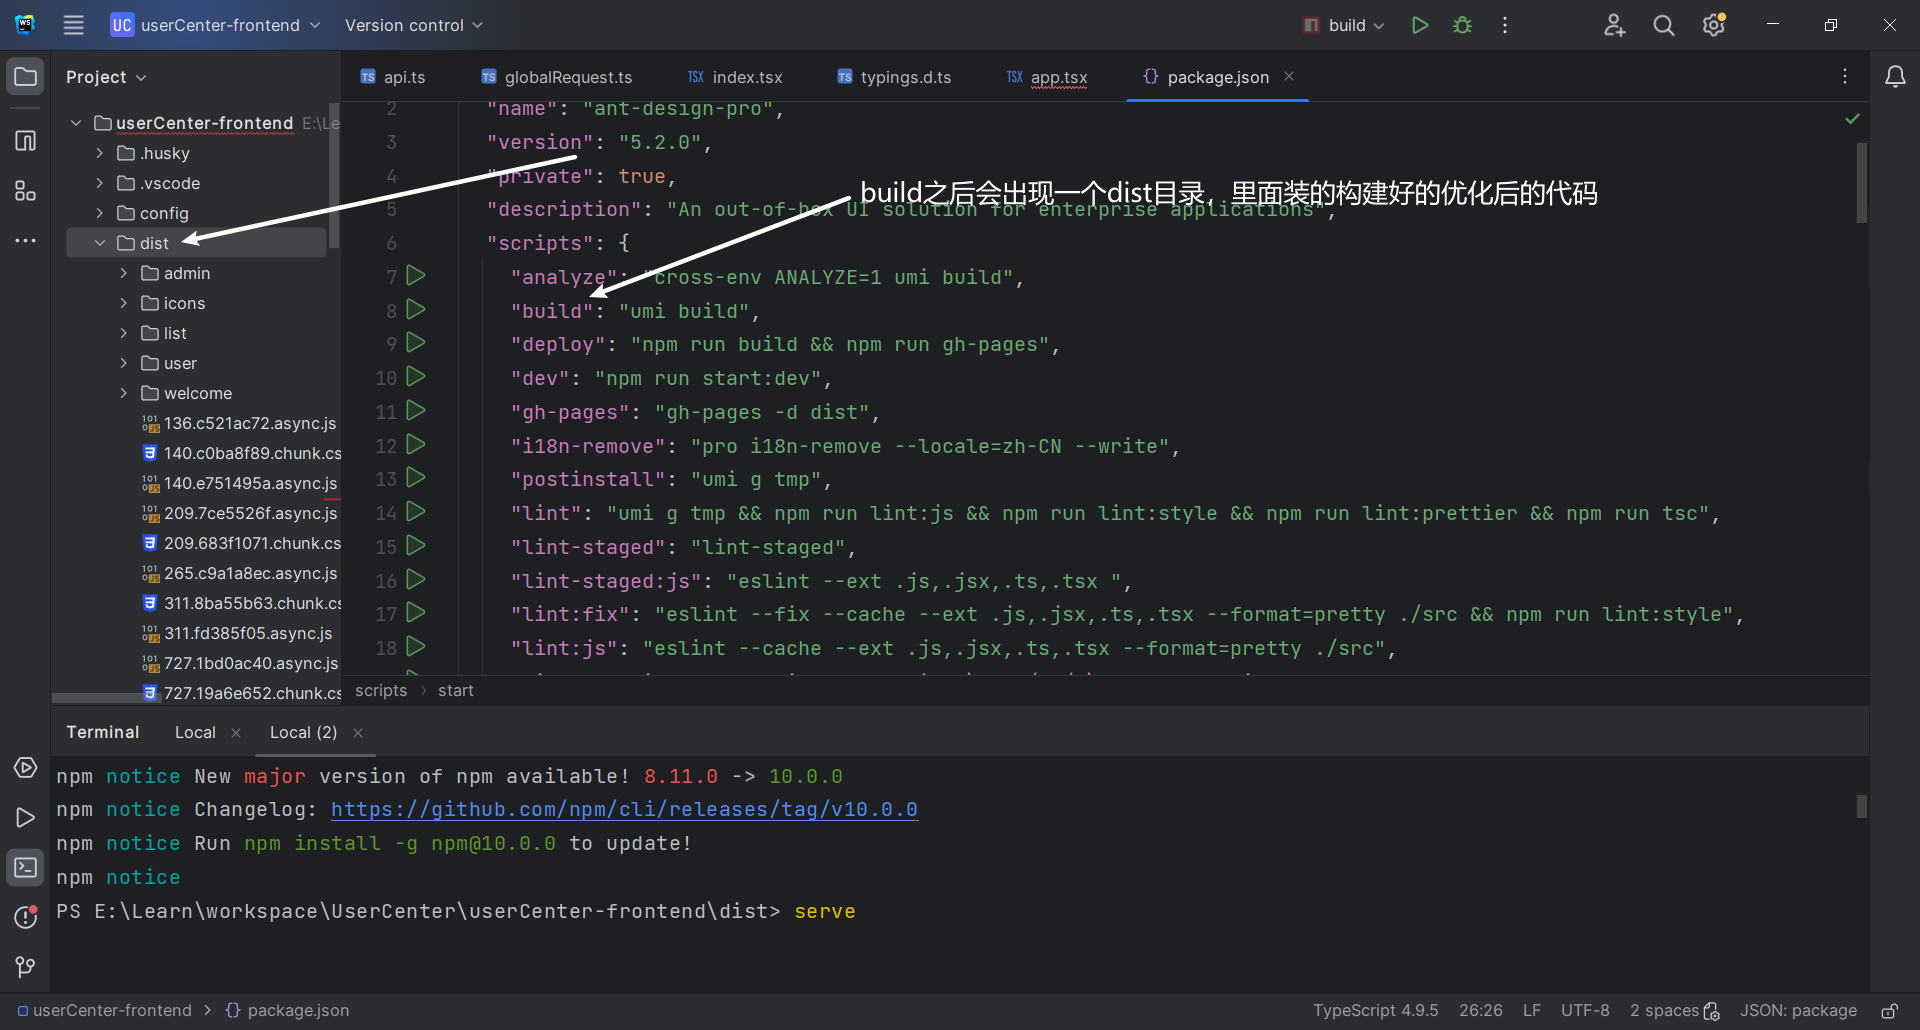 UC userCenter-frontend
Version control
build
Project
api.ts
globalRequest.ts
index.tsx
typings.d.ts
app.tsx
package.json
userCenter-frontend E:\Le
.husky
.vscode
config
dist
admin
icons
list
user
welcome
136.c521ac72.async.js
140.c0ba8f89.chunk.cs
140.e751495a.async.js
209.7ce5526f.async.js
209.683f1071.chunk.cs
265.c9a1a8ec.async.js
311.8ba55b63.chunk.cs
311.fd385f05.async.js
727.1bd0ac40.async.js
727.19a6e652.chunk.cs
2 "name": "ant-design-pro",
3 "version": "5.2.0",
4 "private": true,
build之后会出现一个dist目录，里面装的构建好的优化后的代码
5 "description": "An out-of-box UI solution for enterprise applications",
6 "scripts": {
7 "analyze": "cross-env ANALYZE=1 umi build",
8 "build": "umi build",
9 "deploy": "npm run build && npm run gh-pages",
10 "dev": "npm run start:dev",
11 "gh-pages": "gh-pages -d dist",
12 "i18n-remove": "pro i18n-remove --locale=zh-CN --write",
13 "postinstall": "umi g tmp",
14 "lint": "umi g tmp && npm run lint:js && npm run lint:style && npm run lint:prettier && npm run tsc",
15 "lint-staged": "lint-staged",
16 "lint-staged:js": "eslint --ext .js,.jsx,.ts,.tsx ",
17 "lint:fix": "eslint --fix --cache --ext .js,.jsx,.ts,.tsx --format=pretty ./src && npm run lint:style",
18 "lint:js": "eslint --cache --ext .js,.jsx,.ts,.tsx --format=pretty ./src",
scripts > start
Terminal
Local
Local (2)
npm notice New major version of npm available! 8.11.0 -> 10.0.0
npm notice Changelog: https://github.com/npm/cli/releases/tag/v10.0.0
npm notice Run npm install -g npm@10.0.0 to update!
npm notice
PS E:\Learn\workspace\UserCenter\userCenter-frontend\dist> serve
userCenter-frontend > {} package.json
TypeScript 4.9.5
26:26
LF
UTF-8
2 spaces
JSON: package